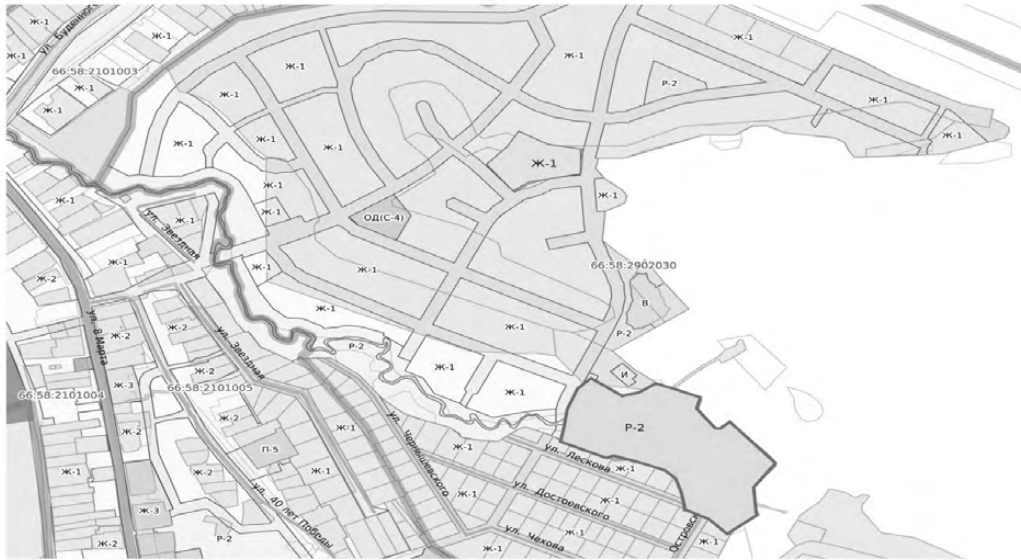 Ж-1
ул. Буденного
Ж-1
Ж-1
Ж-1
Ж-1
Ж-1
66:58:2101003
Ж-1
Р-2
Ж-1
Ж-1
Ж-1
Ж-1
Ж-1
Ж-1
Ж-1
Ж-1
Ж-1
Ж-1
Ж-1
Ж-1
Ж-1
Ж-1
ОД(С-4)
ул. Звездная
Ж-1
Ж-1
Ж-1
66:58:2902030
Ж-2
В
Ж-1
ул. 8 Марта
Ж-2
Ж-2
Ж-1
Р-2
ул. Звездная
Р-2
Ж-1
Ж-2
И
Ж-3
66:58:2101005
66:58:2101004
Ж-1
Ж-2
Ж-2
Ж-1
ул. Чернышевского
Р-2
П-5
Ж-1
ул. Лескова
Ж-1
Ж-2
Ж-1
Ж-1
Ж-1
ул. Достоевского
Ж-1
ул. 40 лет Победы
Ж-3
Р-2
ул. Чехова
Ж-1
Ж-2
Ж-1
Ж-1